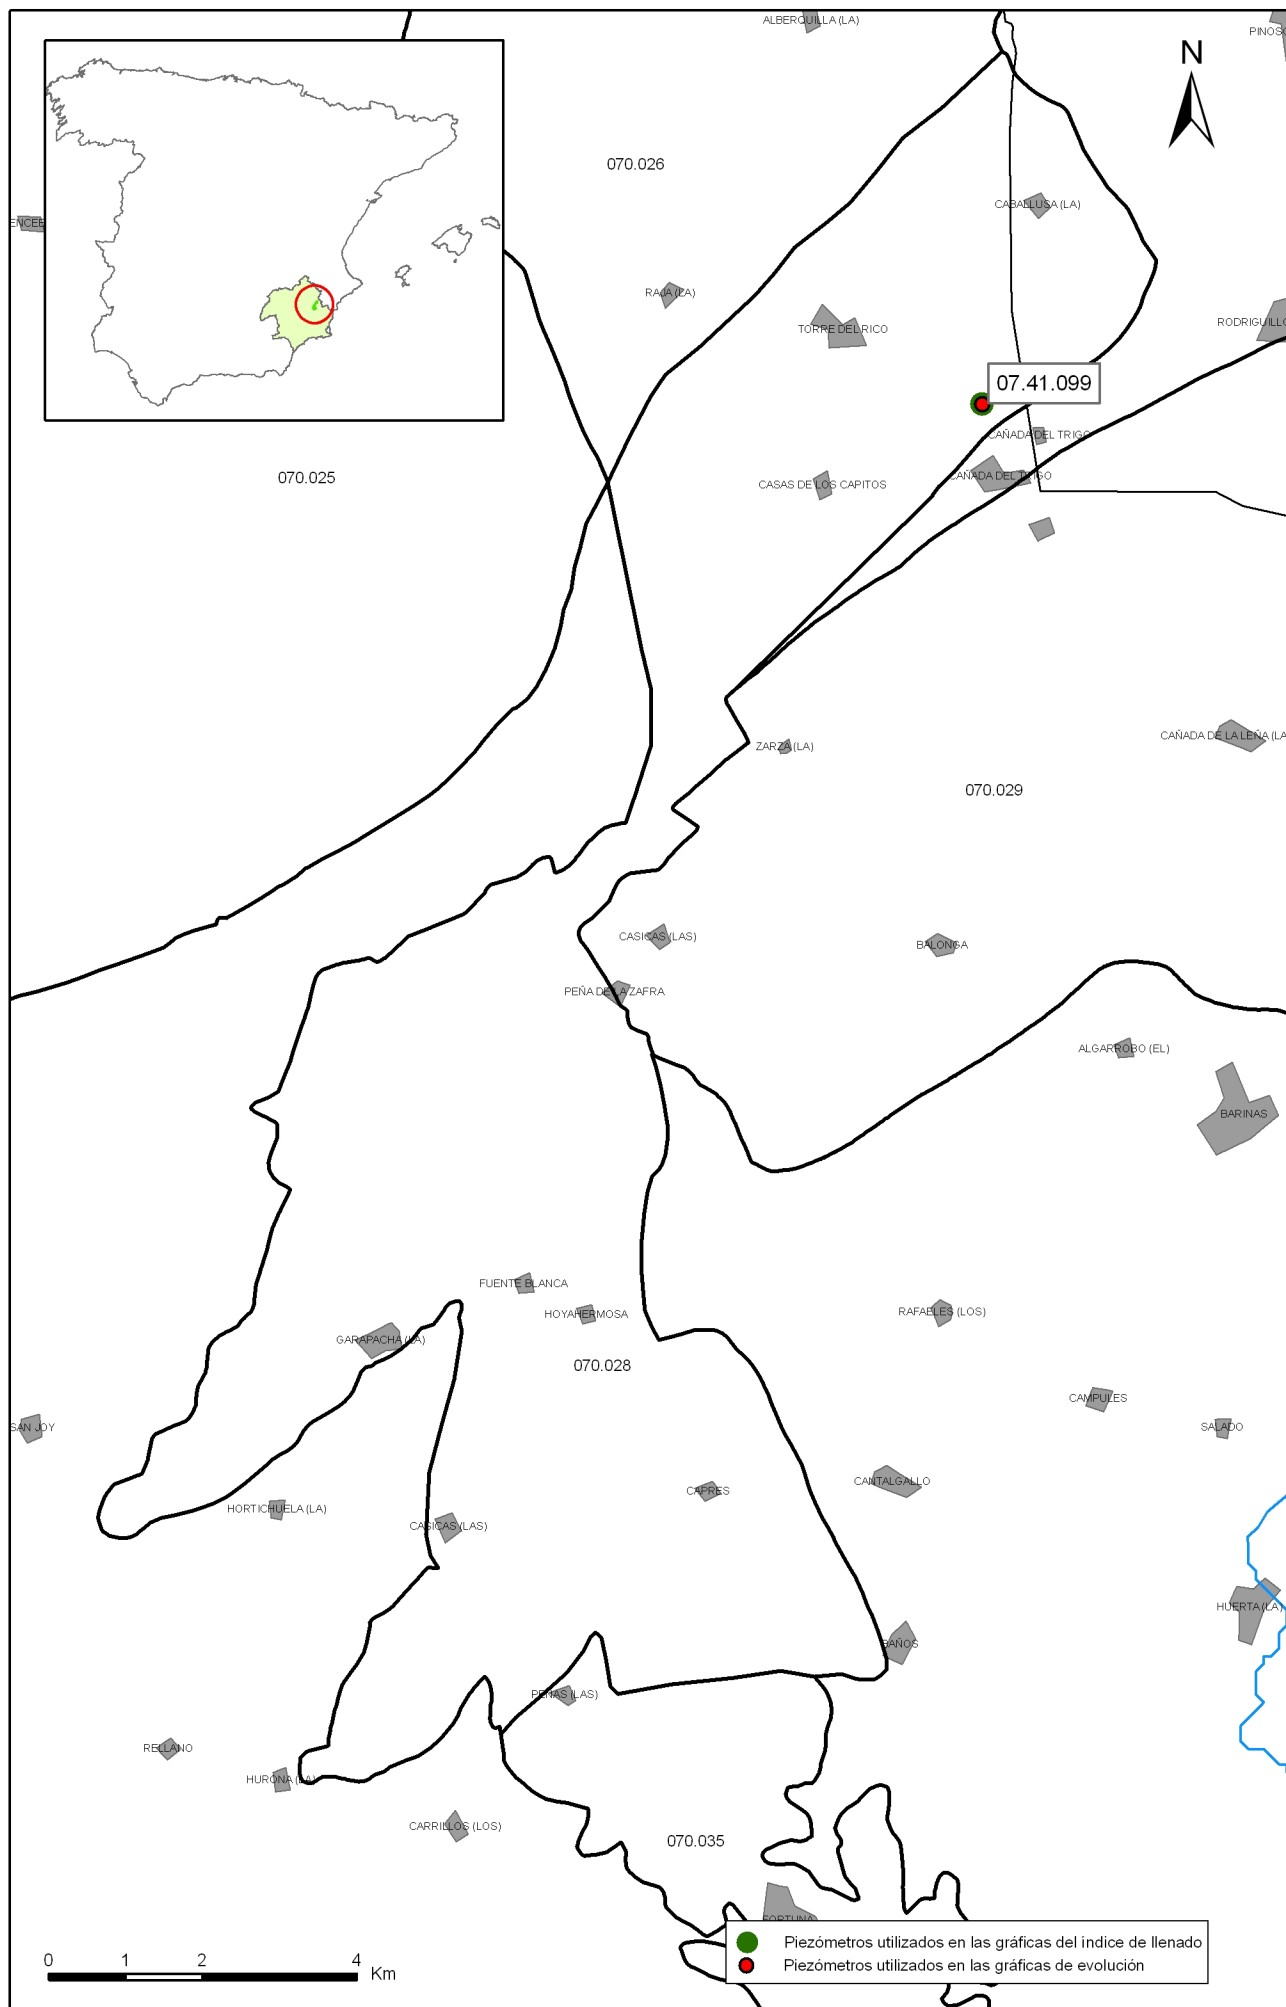 ALBERQUILLA (LA)
N
070.026
CABALLUSA (LA)
RAJA (LA)
TORRE DEL RICO
07.41.099
CAÑADA DEL TRIGO
070.025
CASAS DE LOS CAPITOS
CAÑADA DEL TRIGO
ZARZA (LA)
CAÑADA DE LA LEÑA (LA
070.029
CASICAS (LAS)
BALONGA
PEÑA DE LA ZAFRA
ALGARROBO (EL)
BARINAS
FUENTE BLANCA
HOYAHERMOSA
RAFAELES (LOS)
GARAPACHA (LA)
070.028
CAMPULES
SAN JOY
SALADO
CAPRES
CANTALGALLO
HORTICHUELA (LA)
CASICAS (LAS)
HUERTA (LA)
BAÑOS
PEÑAS (LAS)
RELLANO
HURONA (LA)
CARRILLOS (LOS)
070.035
FORTUNA
Piezómetros utilizados en las gráficas del índice de llenado
Piezómetros utilizados en las gráficas de evolución
0 1 2 4 Km